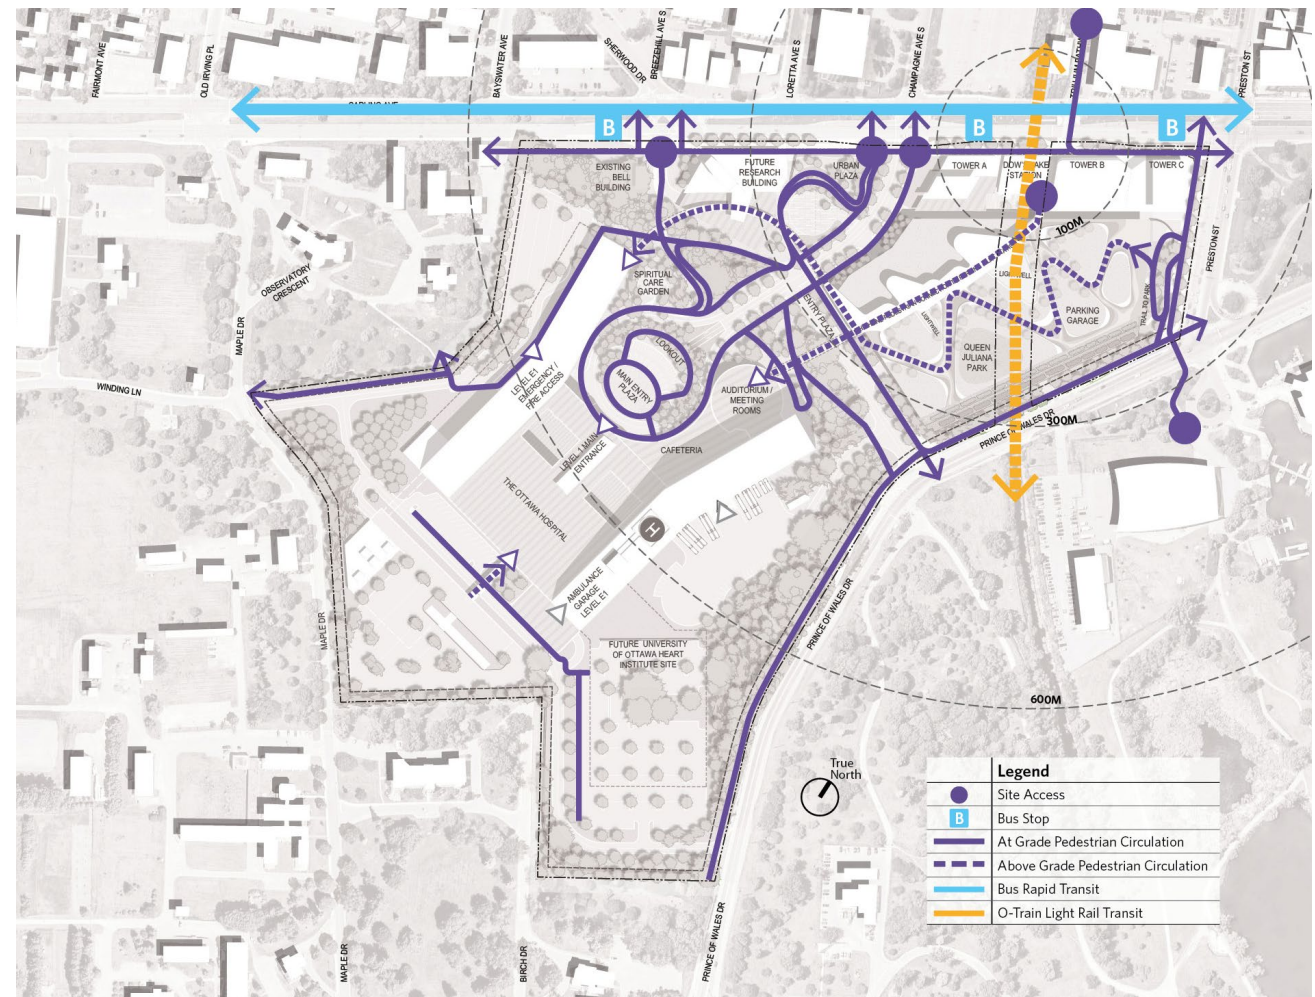 FAIRMONT AVE
OLD IRVING PL
BAYSWATER AVE
SHERWOOD DR
BREEZEHILL AVE S
LORETTA AVE S
CHAMPAGNE AVE S
PRESTON ST
CARLING AVE
B
B
B
EXISTING
BELL
BUILDING
FUTURE
RESEARCH
BUILDING
URBAN
PLAZA
TOWER A
TOWER B
TOWER C
STATION
100M
PRESTON ST
OBSERVATORY
CRESCENT
SPIRITUAL
CARE
GARDEN
ENTRY PLAZA
LIGHTWELL
PARKING
GARAGE
TRAIL TO PARK
QUEEN
JULIANA
PARK
MAPLE DR
WINDING LN
LEVEL E1
EMERGENCY /
FIRE ACCESS
LOOKOUT
MAIN ENTRY
PLAZA
AUDITORIUM /
MEETING
ROOMS
300M
PRINCE OF WALES DR
LEVEL 1 MAIN
ENTRANCE
CAFETERIA
THE OTTAWA HOSPITAL
H
AMBULANCE
GARAGE
LEVEL E1
PRINCE OF WALES DR
MAPLE DR
FUTURE UNIVERSITY
OF OTTAWA HEART
INSTITUTE SITE
600M
True
North
Legend
Site Access
B Bus Stop
At Grade Pedestrian Circulation
Above Grade Pedestrian Circulation
Bus Rapid Transit
O-Train Light Rail Transit
MAPLE DR
BIRCH DR
PRINCE OF WALES DR